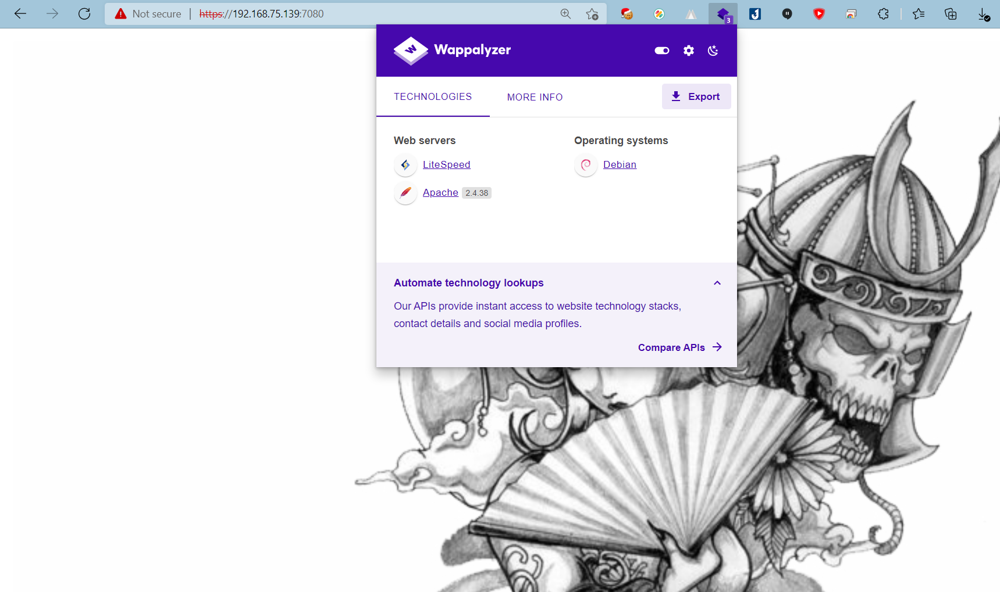 Not secure | https://192.168.75.139:7080
3
Wappalyzer
TECHNOLOGIES MORE INFO Export
Web servers Operating systems
LiteSpeed Debian
Apache 2.4.38
Automate technology lookups
Our APIs provide instant access to website technology stacks,
contact details and social media profiles.
Compare APIs